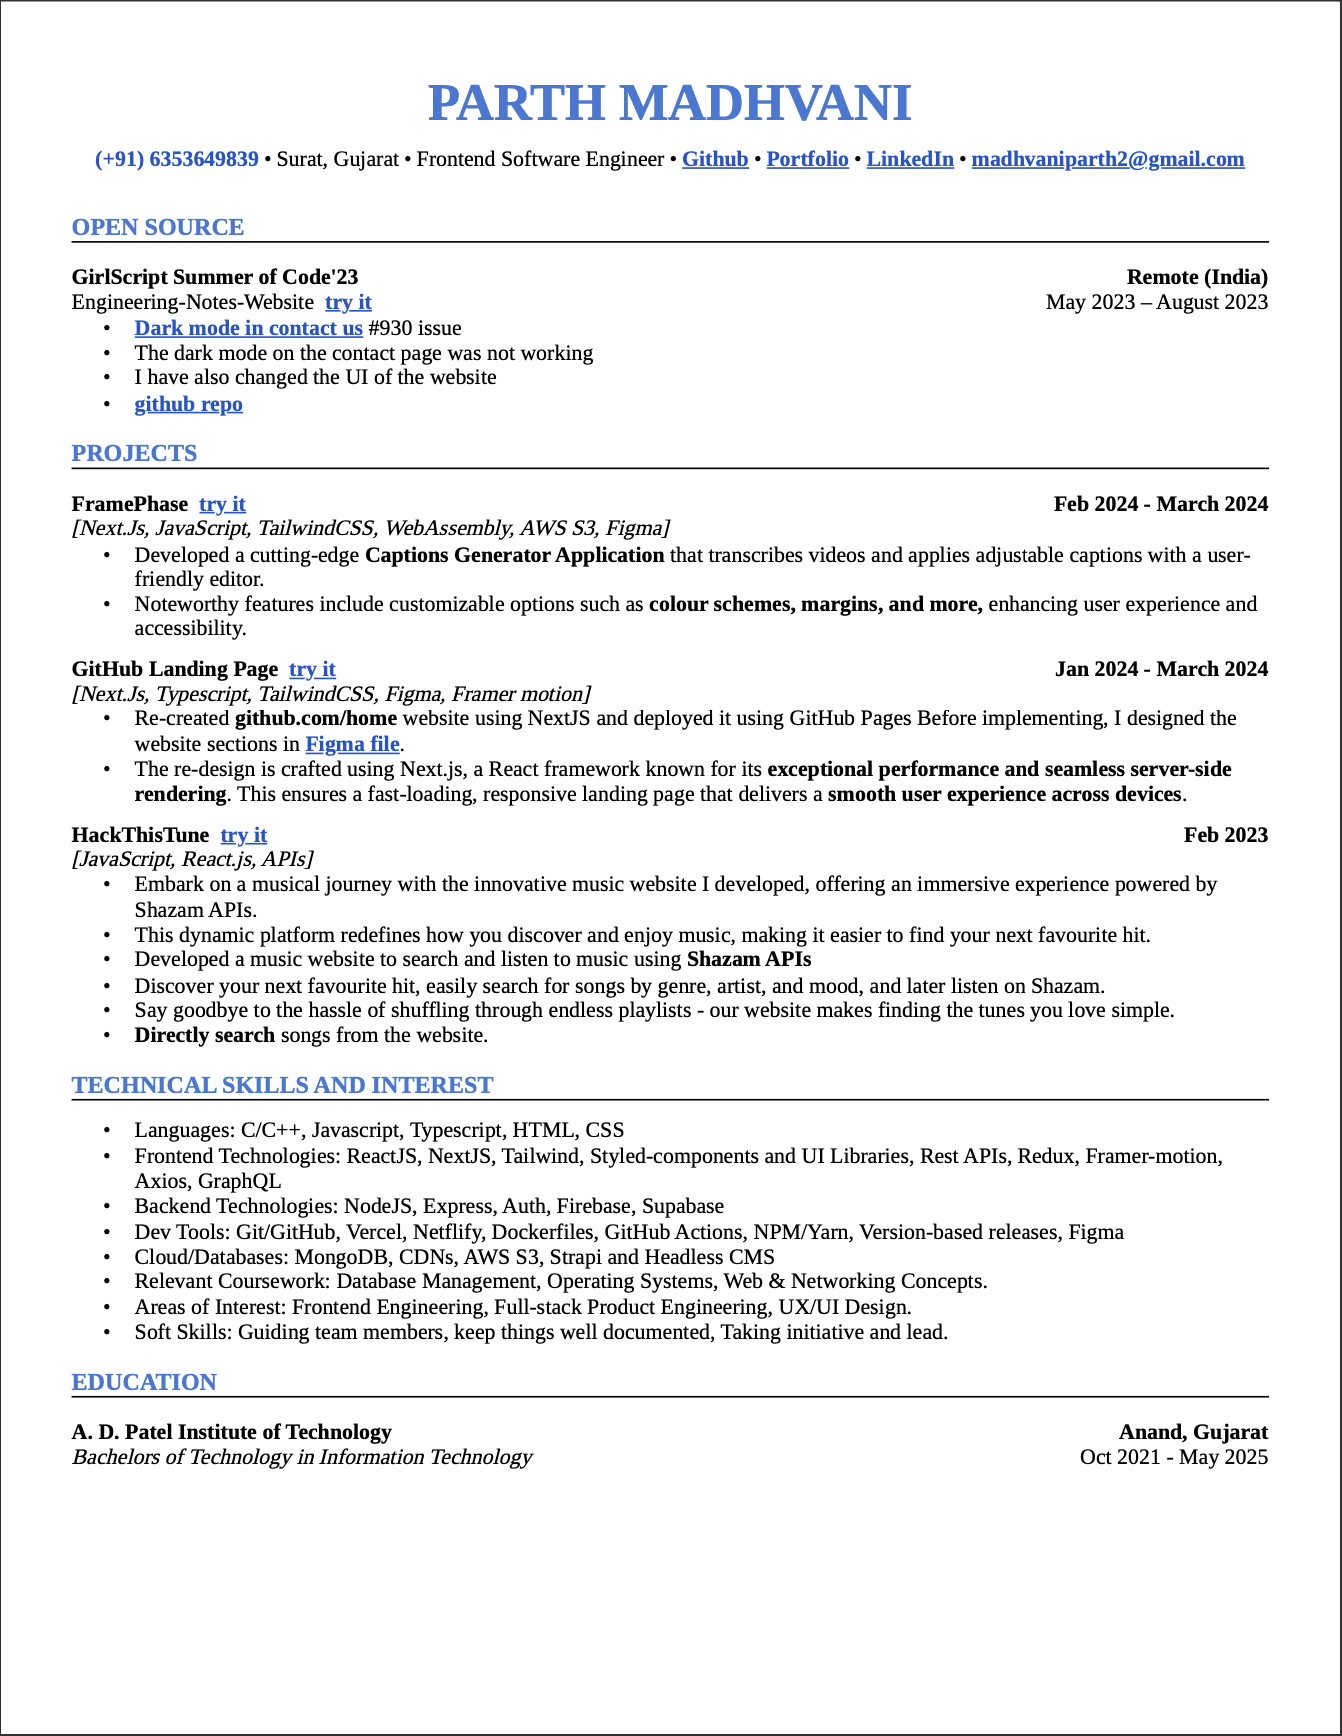 PARTH MADHVANI
(+91) 6353649839 • Surat, Gujarat • Frontend Software Engineer • Github • Portfolio • LinkedIn • madhvaniparth2@gmail.com
OPEN SOURCE
GirlScript Summer of Code'23 Remote (India)
Engineering-Notes-Website try it May 2023 – August 2023
• Dark mode in contact us #930 issue
• The dark mode on the contact page was not working
• I have also changed the UI of the website
• github repo
PROJECTS
FramePhase try it Feb 2024 - March 2024
[Next.Js, JavaScript, TailwindCSS, WebAssembly, AWS S3, Figma]
• Developed a cutting-edge Captions Generator Application that transcribes videos and applies adjustable captions with a user-
friendly editor.
• Noteworthy features include customizable options such as colour schemes, margins, and more, enhancing user experience and
accessibility.
GitHub Landing Page try it Jan 2024 - March 2024
[Next.Js, Typescript, TailwindCSS, Figma, Framer motion]
• Re-created github.com/home website using NextJS and deployed it using GitHub Pages Before implementing, I designed the
website sections in Figma file.
• The re-design is crafted using Next.js, a React framework known for its exceptional performance and seamless server-side
rendering. This ensures a fast-loading, responsive landing page that delivers a smooth user experience across devices.
HackThisTune try it Feb 2023
[JavaScript, React.js, APIs]
• Embark on a musical journey with the innovative music website I developed, offering an immersive experience powered by
Shazam APIs.
• This dynamic platform redefines how you discover and enjoy music, making it easier to find your next favourite hit.
• Developed a music website to search and listen to music using Shazam APIs
• Discover your next favourite hit, easily search for songs by genre, artist, and mood, and later listen on Shazam.
• Say goodbye to the hassle of shuffling through endless playlists - our website makes finding the tunes you love simple.
• Directly search songs from the website.
TECHNICAL SKILLS AND INTEREST
• Languages: C/C++, Javascript, Typescript, HTML, CSS
• Frontend Technologies: ReactJS, NextJS, Tailwind, Styled-components and UI Libraries, Rest APIs, Redux, Framer-motion,
Axios, GraphQL
• Backend Technologies: NodeJS, Express, Auth, Firebase, Supabase
• Dev Tools: Git/GitHub, Vercel, Netflify, Dockerfiles, GitHub Actions, NPM/Yarn, Version-based releases, Figma
• Cloud/Databases: MongoDB, CDNs, AWS S3, Strapi and Headless CMS
• Relevant Coursework: Database Management, Operating Systems, Web & Networking Concepts.
• Areas of Interest: Frontend Engineering, Full-stack Product Engineering, UX/UI Design.
• Soft Skills: Guiding team members, keep things well documented, Taking initiative and lead.
EDUCATION
A. D. Patel Institute of Technology Anand, Gujarat
Bachelors of Technology in Information Technology Oct 2021 - May 2025